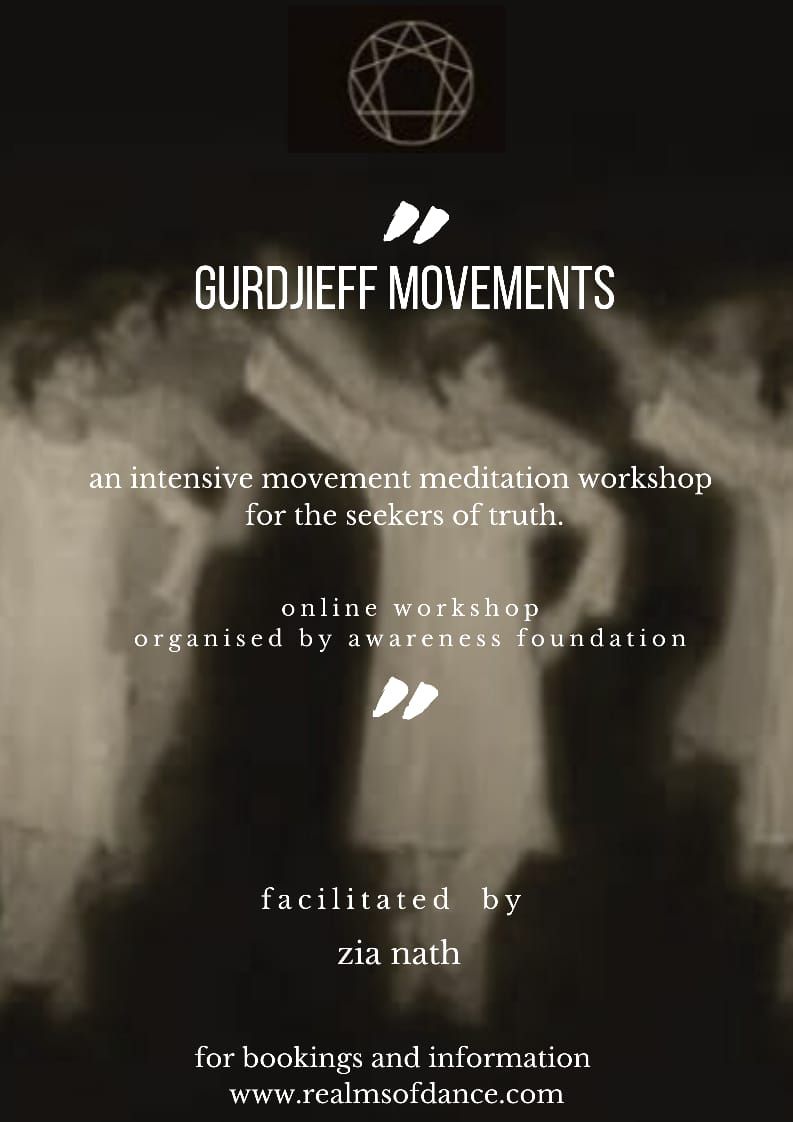 GURDJIEFF MOVEMENTS
an intensive movement meditation workshop
for the seekers of truth.
online workshop
organised by awareness foundation
facilitated by
zia nath
for bookings and information
www.realmsofdance.com